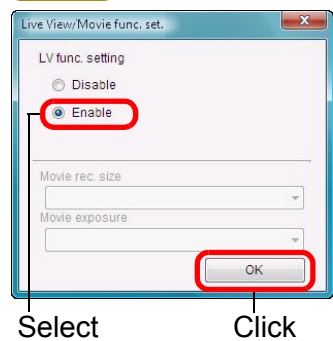 Live View/Movie func. set.
LV func. setting
Disable
Enable
Movie rec. size
Movie exposure
OK
Select
Click